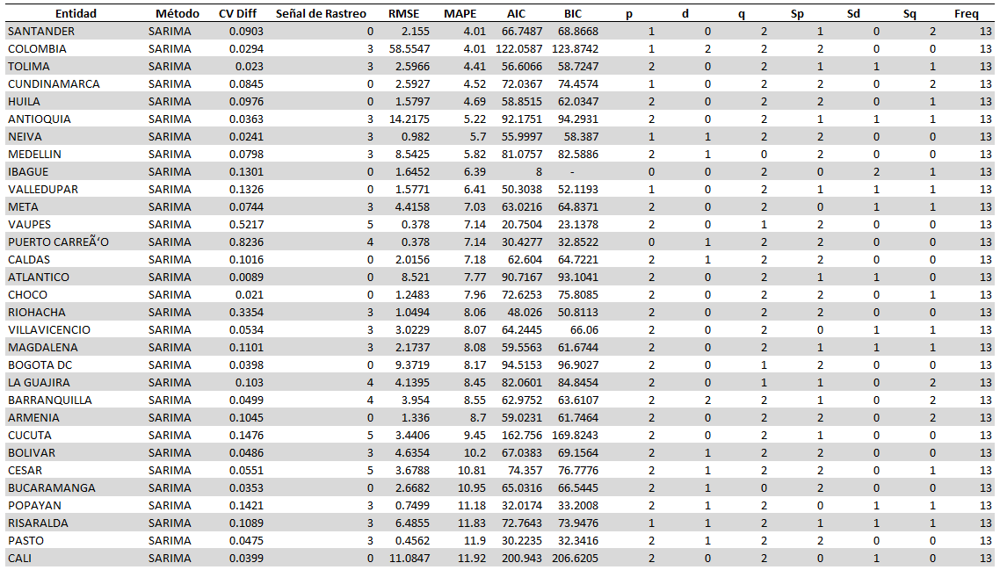 Entidad Método CV Diff Señal de Rastreo RMSE MAPE AIC BIC p d q Sp Sd Sq Freq
SANTANDER SARIMA 0.0903 0 2.155 4.01 66.7487 68.8668 1 0 2 1 0 2 13
COLOMBIA SARIMA 0.0294 3 58.5547 4.01 122.0587 123.8742 1 2 2 2 0 0 13
TOLIMA SARIMA 0.023 3 2.5966 4.41 56.6066 58.7247 2 0 2 1 1 1 13
CUNDINAMARCA SARIMA 0.0845 0 2.5927 4.52 72.0367 74.4574 1 0 2 2 0 2 13
HUILA SARIMA 0.0976 0 1.5797 4.69 58.8515 62.0347 2 0 2 2 0 1 13
ANTIOQUIA SARIMA 0.0363 3 14.2175 5.22 92.1751 94.2931 2 0 2 1 1 1 13
NEIVA SARIMA 0.0241 3 0.982 5.7 55.9997 58.387 1 1 2 2 0 0 13
MEDELLIN SARIMA 0.0798 3 8.5425 5.82 81.0757 82.5886 2 1 0 2 0 0 13
IBAGUE SARIMA 0.1301 0 1.6452 6.39 8 - 0 0 2 0 2 1 13
VALLEDUPAR SARIMA 0.1326 0 1.5771 6.41 50.3038 52.1193 1 0 2 1 1 1 13
META SARIMA 0.0744 3 4.4158 7.03 63.0216 64.8371 2 0 2 0 1 1 13
VAUPES SARIMA 0.5217 5 0.378 7.14 20.7504 23.1378 2 0 1 2 0 0 13
PUERTO CARREÃ‘O SARIMA 0.8236 4 0.378 7.14 30.4277 32.8522 0 1 2 2 0 0 13
CALDAS SARIMA 0.1016 0 2.0156 7.18 62.604 64.7221 2 1 2 2 0 0 13
ATLANTICO SARIMA 0.0089 0 8.521 7.77 90.7167 93.1041 2 0 2 1 1 0 13
CHOCO SARIMA 0.021 0 1.2483 7.96 72.6253 75.8085 2 0 2 2 0 1 13
RIOHACHA SARIMA 0.3354 3 1.0494 8.06 48.026 50.8113 2 0 2 2 0 0 13
VILLAVICENCIO SARIMA 0.0534 3 3.0229 8.07 64.2445 66.06 2 0 2 0 1 1 13
MAGDALENA SARIMA 0.1101 3 2.1737 8.08 59.5563 61.6744 2 0 2 1 1 1 13
BOGOTA DC SARIMA 0.0398 0 9.3719 8.17 94.5153 96.9027 2 0 1 2 0 0 13
LA GUAJIRA SARIMA 0.103 4 4.1395 8.45 82.0601 84.8454 2 0 1 1 0 2 13
BARRANQUILLA SARIMA 0.0499 4 3.954 8.55 62.9752 63.6107 2 2 2 1 0 2 13
ARMENIA SARIMA 0.1045 0 1.336 8.7 59.0231 61.7464 2 0 2 2 0 2 13
CUCUTA SARIMA 0.1476 5 3.4406 9.45 162.756 169.8243 2 0 2 1 0 0 13
BOLIVAR SARIMA 0.0486 3 4.6354 10.2 67.0383 69.1564 2 1 2 2 0 0 13
CESAR SARIMA 0.0551 5 3.6788 10.81 74.357 76.7776 2 1 2 2 0 1 13
BUCARAMANGA SARIMA 0.0353 0 2.6682 10.95 65.0316 66.5445 2 1 0 2 0 0 13
POPAYAN SARIMA 0.1421 3 0.7499 11.18 32.0174 33.2008 2 1 2 0 1 1 13
RISARALDA SARIMA 0.1089 3 6.4855 11.83 72.7643 73.9476 1 1 2 1 1 1 13
PASTO SARIMA 0.0475 3 0.4562 11.9 30.2235 32.3416 2 1 2 2 0 0 13
CALI SARIMA 0.0399 0 11.0847 11.92 200.943 206.6205 2 0 2 0 1 0 13